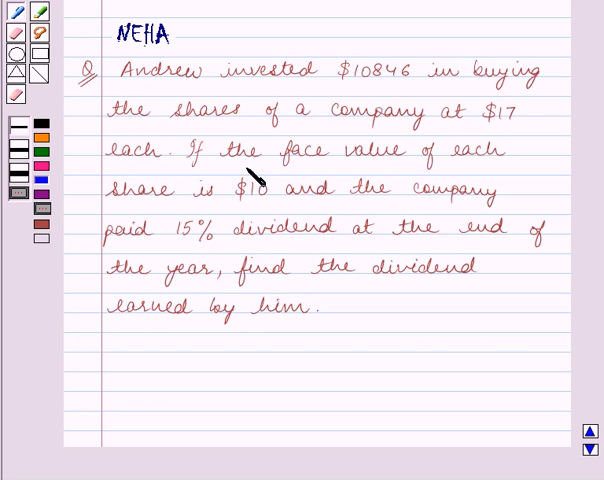 NEHA
Q Andrew invested $10846 in buying
the shares of a company at $17
each. If the face value of each
share is $10 and the company
paid 15% dividend at the end of
the year, find the dividend
earned by him.